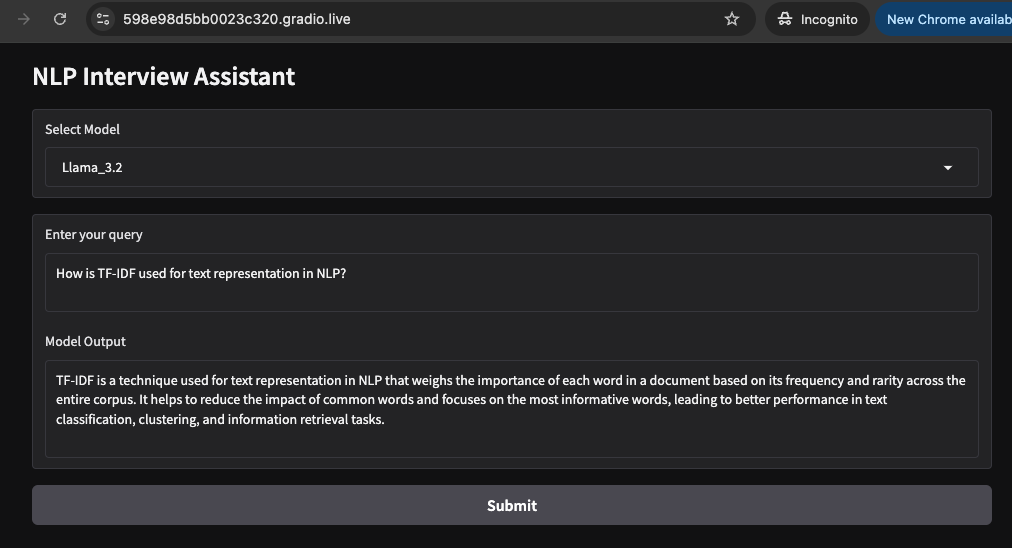 598e98d5bb0023c320.gradio.live
Incognito
New Chrome availab
NLP Interview Assistant
Select Model
Llama_3.2
Enter your query
How is TF-IDF used for text representation in NLP?
Model Output
TF-IDF is a technique used for text representation in NLP that weighs the importance of each word in a document based on its frequency and rarity across the
entire corpus. It helps to reduce the impact of common words and focuses on the most informative words, leading to better performance in text
classification, clustering, and information retrieval tasks.
Submit